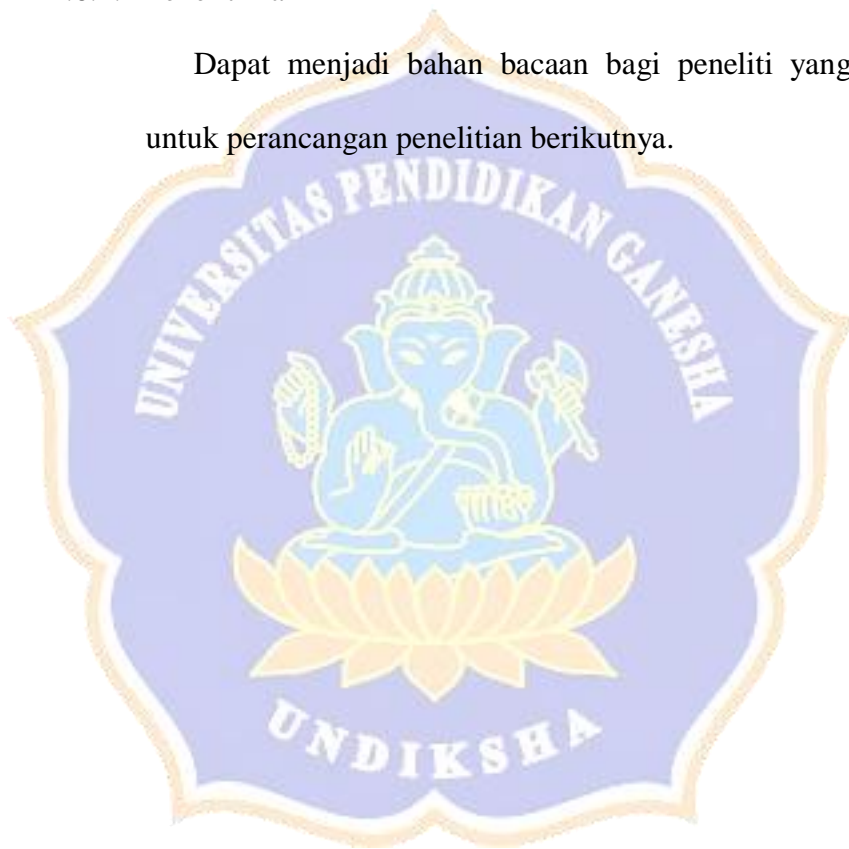 Dapat menjadi bahan bacaan bagi peneliti yang
untuk perancangan penelitian berikutnya.
UNIVERSITAS PENDIDIKAN GANESHA
UNDIKSHA